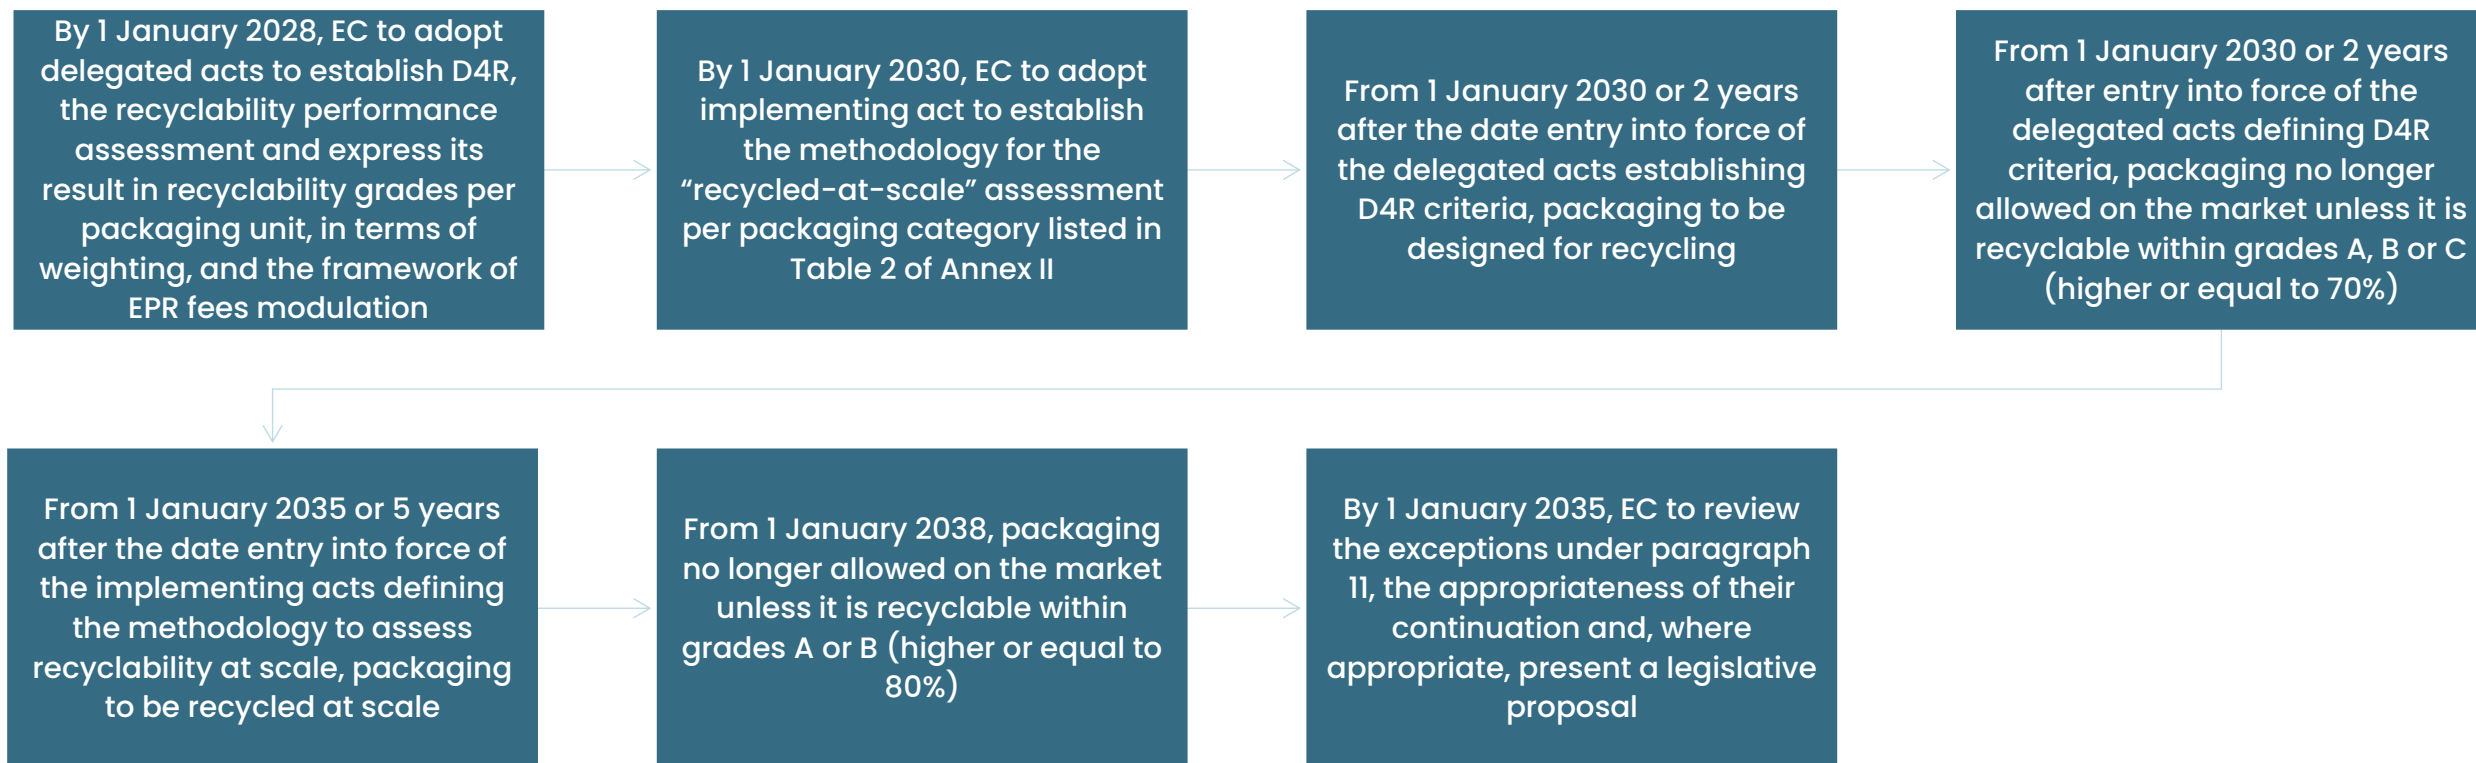 By 1 January 2028, EC to adopt
delegated acts to establish D4R,
the recyclability performance
assessment and express its
result in recyclability grades per
packaging unit, in terms of
weighting, and the framework of
EPR fees modulation
By 1 January 2030, EC to adopt
implementing act to establish
the methodology for the
“recycled-at-scale” assessment
per packaging category listed in
Table 2 of Annex II
From 1 January 2030 or 2 years
after the date entry into force of
the delegated acts establishing
D4R criteria, packaging to be
designed for recycling
From 1 January 2030 or 2 years
after entry into force of the
delegated acts defining D4R
criteria, packaging no longer
allowed on the market unless it is
recyclable within grades A, B or C
(higher or equal to 70%)
From 1 January 2035 or 5 years
after the date entry into force of
the implementing acts defining
the methodology to assess
recyclability at scale, packaging
to be recycled at scale
From 1 January 2038, packaging
no longer allowed on the market
unless it is recyclable within
grades A or B (higher or equal to
80%)
By 1 January 2035, EC to review
the exceptions under paragraph
11, the appropriateness of their
continuation and, where
appropriate, present a legislative
proposal